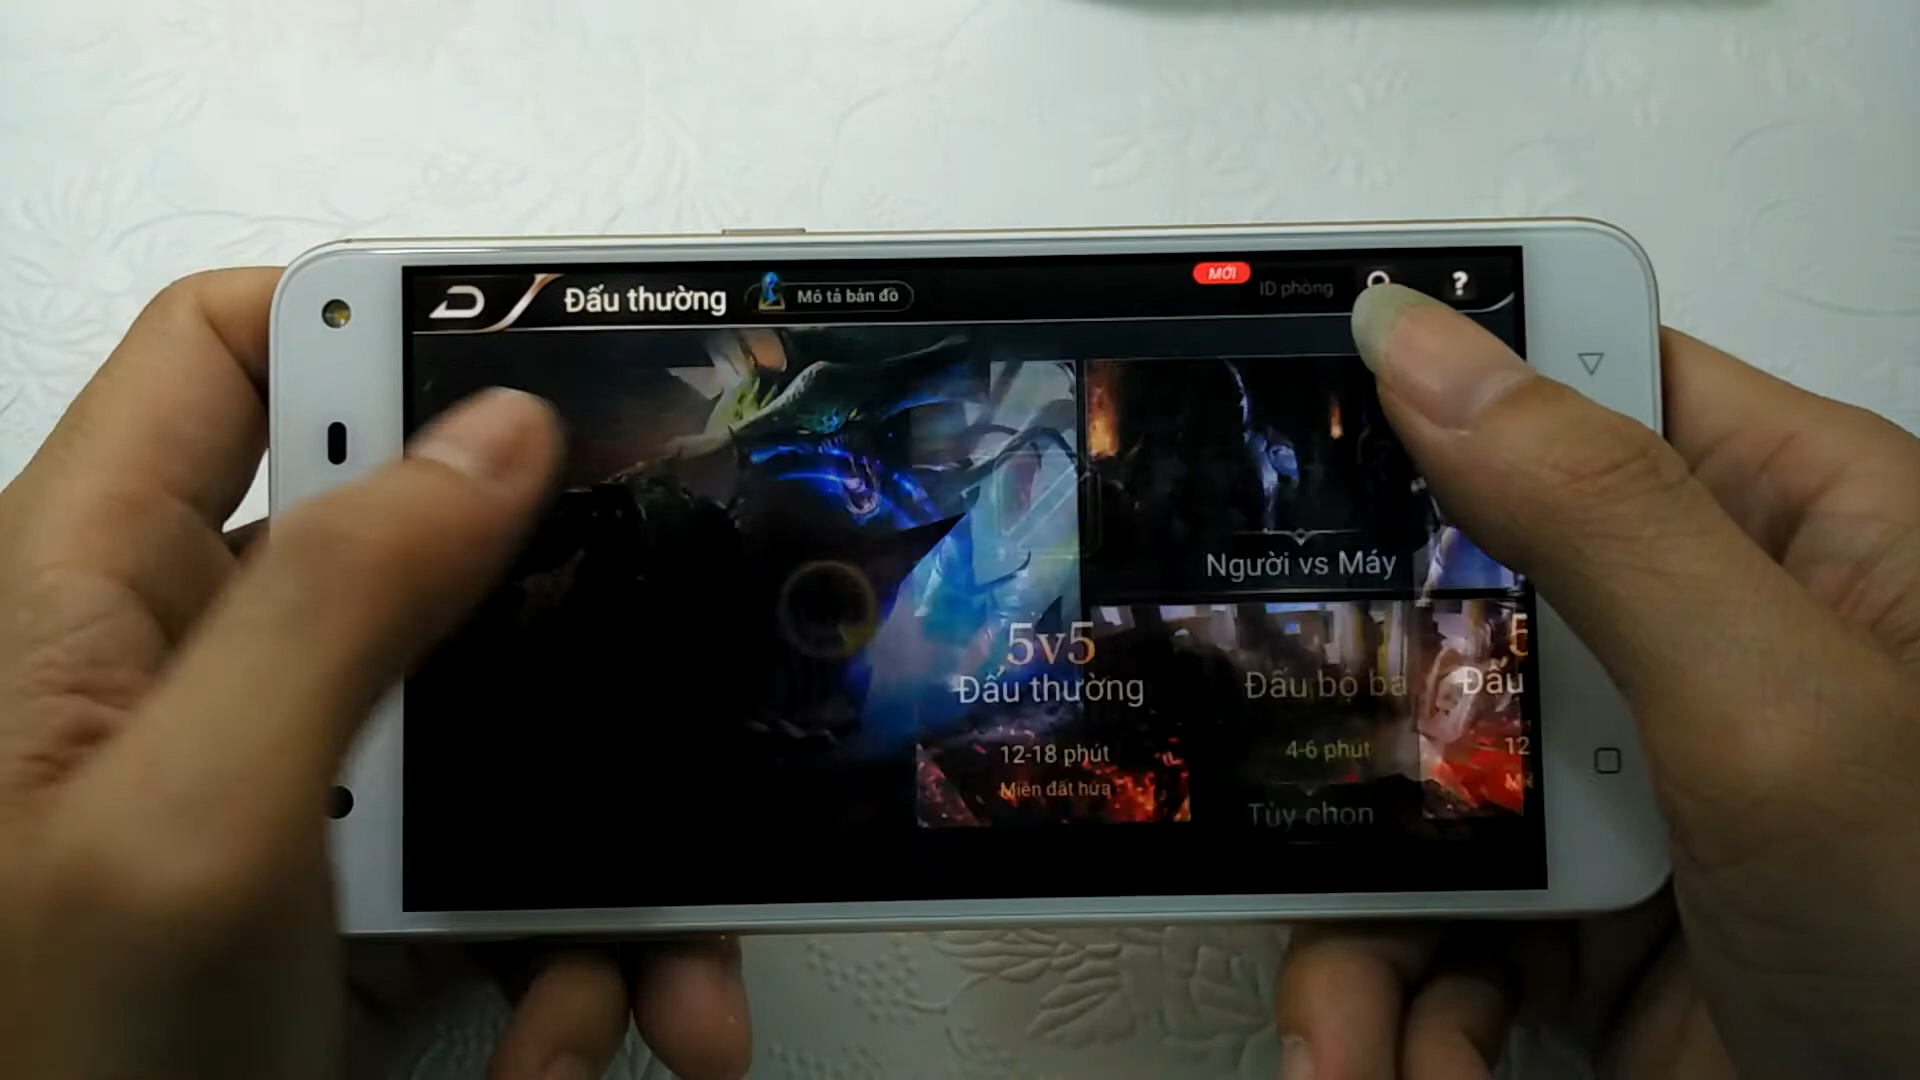 Đấu thường
Mô tả bản đồ
MỚI
ID phòng
?
Người vs Máy
5v5
Đấu thường
12-18 phút
Miền đất hứa
Đấu bộ ba
4-6 phút
Tùy chọn
5
Đấu
12